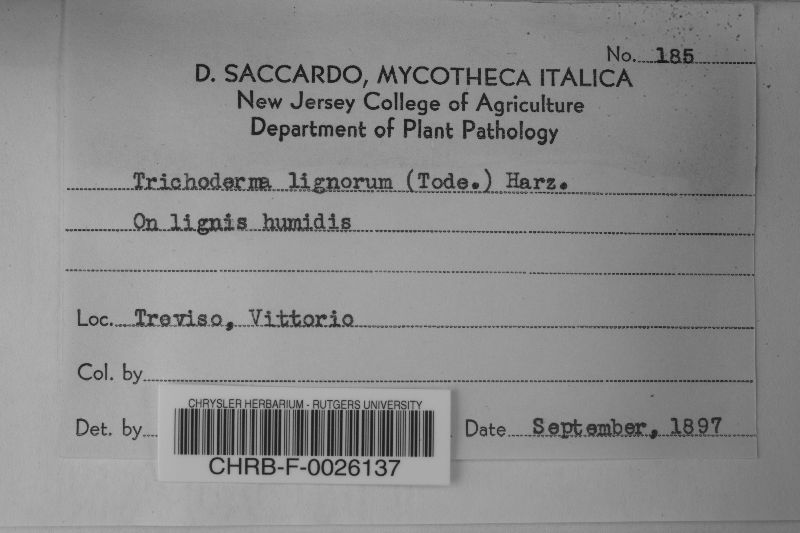 No. 185
D. SACCARDO, MYCOTHECA ITALICA
New Jersey College of Agriculture
Department of Plant Pathology
Trichoderma lignorum (Tode.) Harz.
On lignis humidis
Loc. Treviso, Vittorio
Col. by
Det. by
Date September, 1897
CHRYSLER HERBARIUM - RUTGERS UNIVERSITY
CHRB-F-0026137